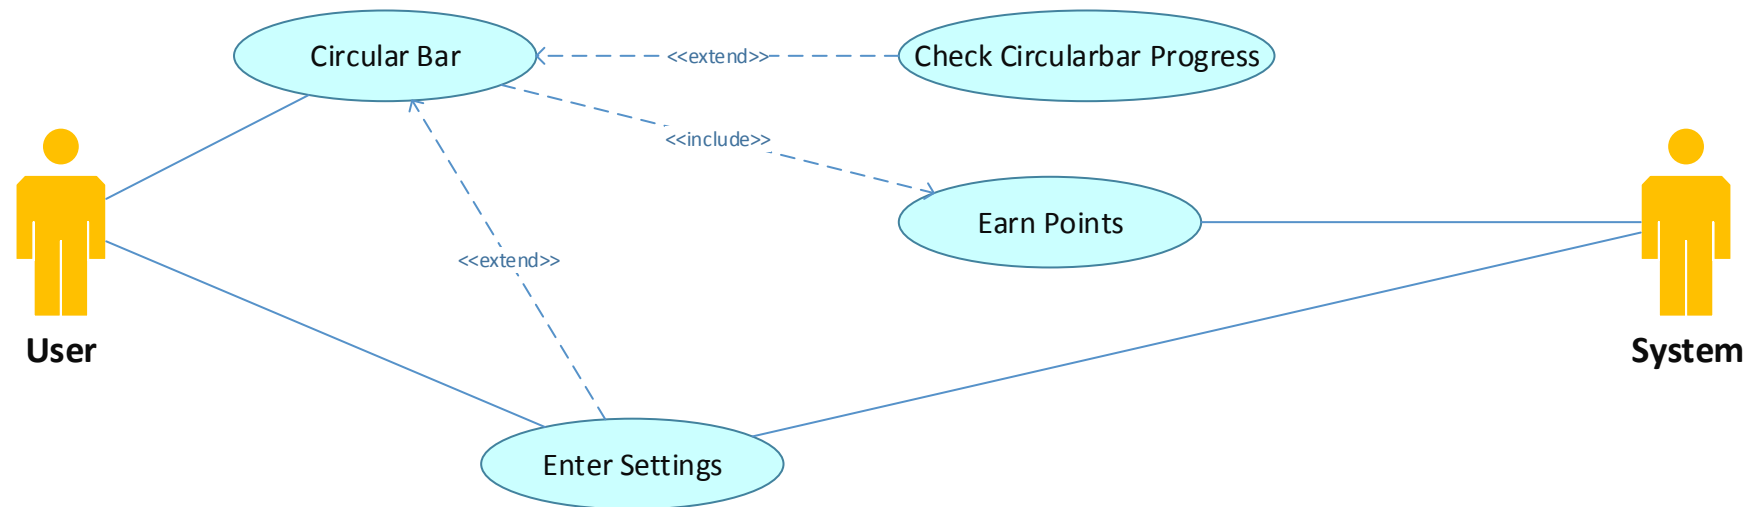 Circular Bar
<<extend>>
Check Circularbar Progress
<<include>>
Earn Points
<<extend>>
User
System
Enter Settings